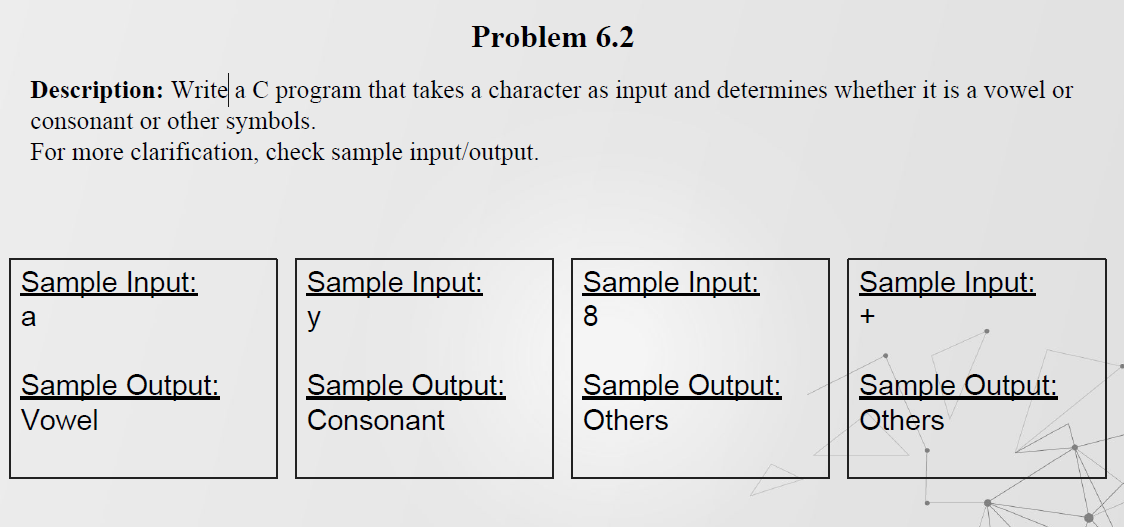 Problem 6.2
Description: Write a C program that takes a character as input and determines whether it is a vowel or
consonant or other symbols.
For more clarification, check sample input/output.
Sample Input:
a
Sample Output:
Vowel
Sample Input:
y
Sample Output:
Consonant
Sample Input:
8
Sample Output:
Others
Sample Input:
+
Sample Output:
Others